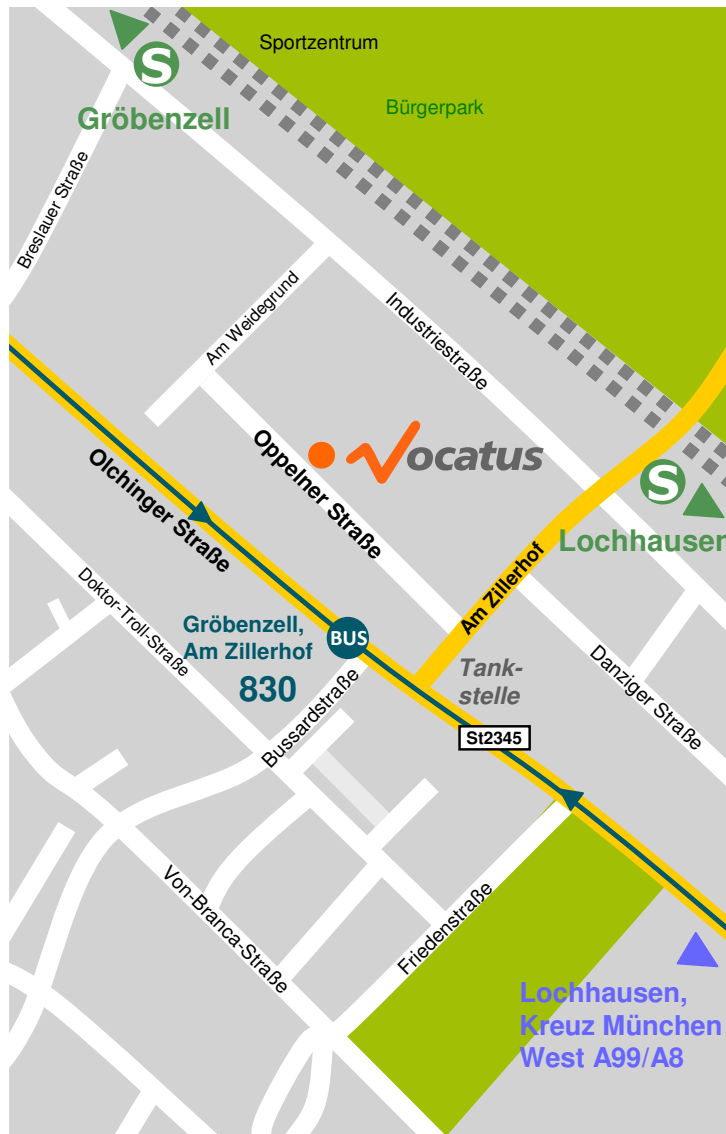 Sportzentrum
S
Bürgerpark
Gröbenzell
Breslauer Straße
Am Weidegrund
Industriestraße
Vocatus
Oppelner Straße
Olchinger Straße
S
Lochhausen
Am Zillerhof
Doktor-Troll-Straße
Gröbenzell,
Am Zillerhof
830
BUS
Tank-
stelle
Danziger Straße
Bussardstraße
St2345
Von-Branca-Straße
Friedenstraße
Lochhausen,
Kreuz München
West A99/A8